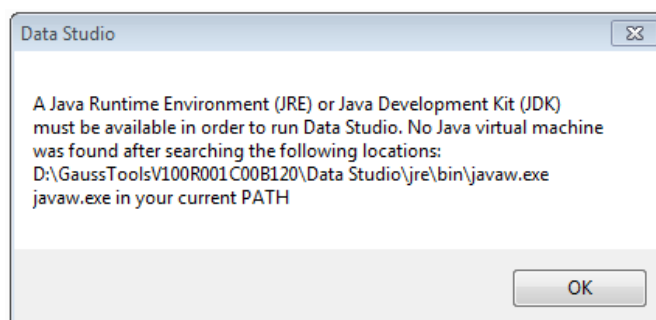 Data Studio
A Java Runtime Environment (JRE) or Java Development Kit (JDK)
must be available in order to run Data Studio. No Java virtual machine
was found after searching the following locations:
D:\GaussToolsV100R001C00B120\Data Studio\jre\bin\javaw.exe
javaw.exe in your current PATH
OK